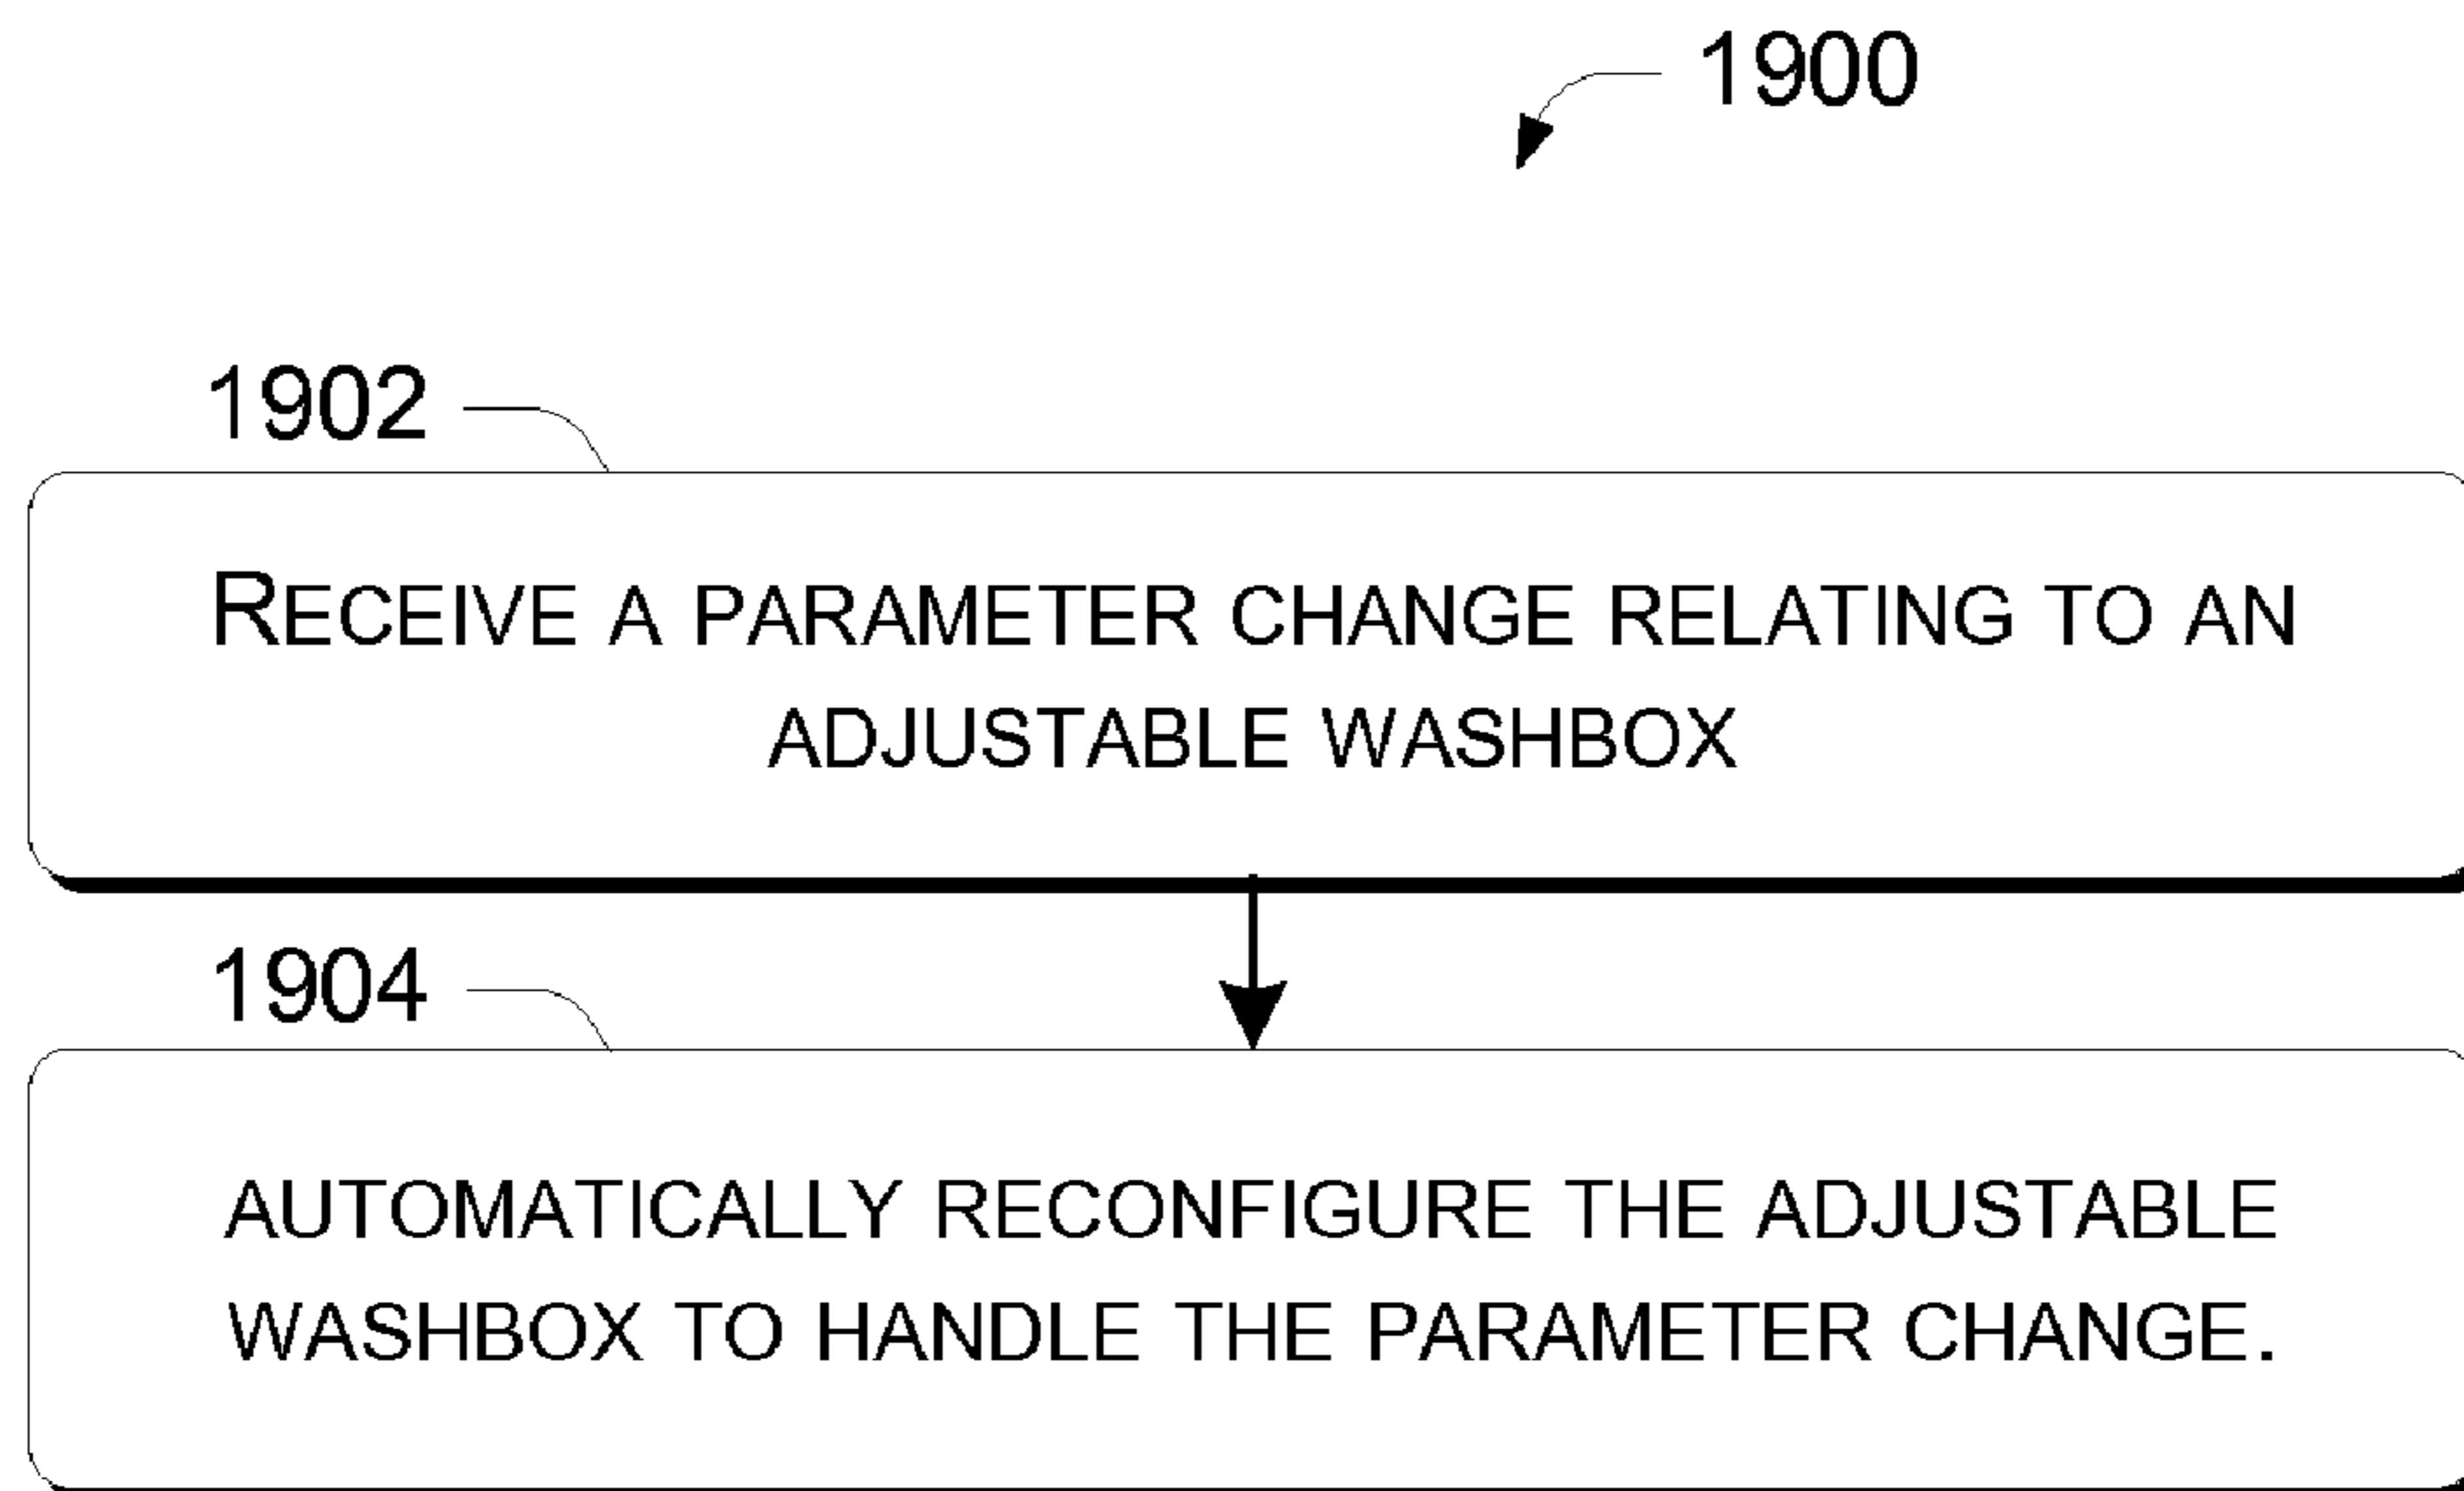 1900
1902
RECEIVE A PARAMETER CHANGE RELATING TO AN
ADJUSTABLE WASHBOX
1904
AUTOMATICALLY RECONFIGURE THE ADJUSTABLE
WASHBOX TO HANDLE THE PARAMETER CHANGE.